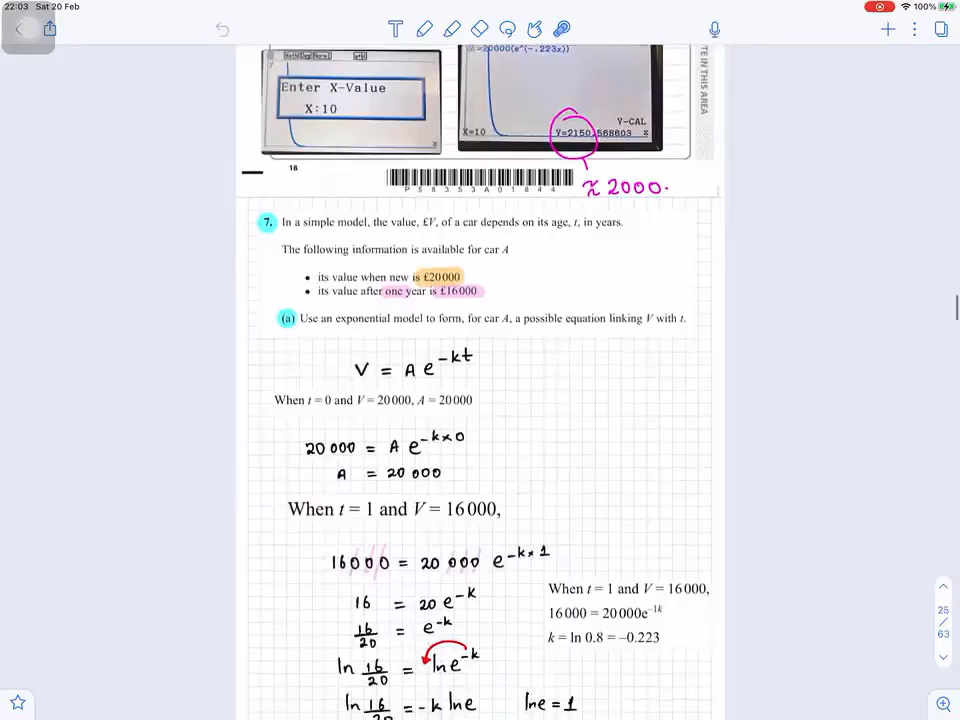 22:03 Sat 20 Feb
100%
=20000(e^(-.223x))
Enter X-Value
X:10
Y-CAL
X=10
Y=2150.568603
TE IN THIS AREA
18
P 5 8 3 5 3 A 0 1 8 4 4
≈ 2000.
7. In a simple model, the value, £V, of a car depends on its age, t, in years.
The following information is available for car A
• its value when new is £20000
• its value after one year is £16000
(a) Use an exponential model to form, for car A, a possible equation linking V with t.
V = A e^-kt
When t = 0 and V = 20000, A = 20000
20 000 = A e^-k×0
A = 20 000
When t = 1 and V = 16000,
16000 = 20 000 e^-k×1
16 = 20 e^-k
16/20 = e^-k
ln 16/20 = ln e^-k
ln 16/20 = -k ln e
ln e = 1
When t = 1 and V = 16000,
16000 = 20000e^-1k
k = ln 0.8 = -0.223
25
/
63